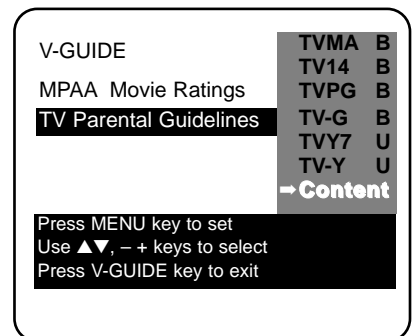 V-GUIDE
MPAA Movie Ratings
TV Parental Guidelines
TVMA B
TV14 B
TVPG B
TV-G B
TVY7 U
TV-Y U
➡Content
Press MENU key to set
Use ▲▼, – + keys to select
Press V-GUIDE key to exit